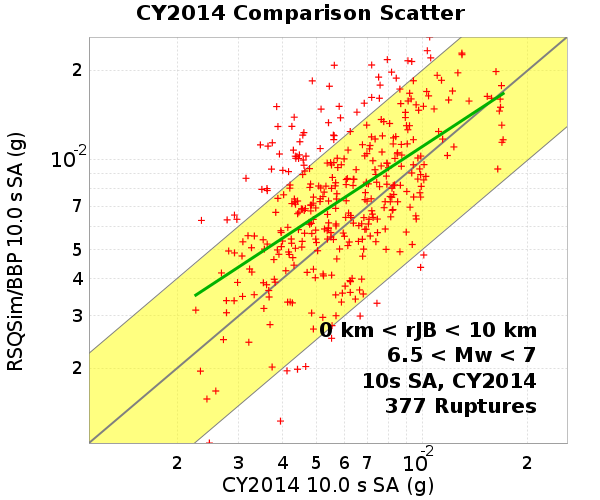 CY2014 Comparison Scatter
RSQSim/BBP 10.0 s SA (g)
2
10-2
7
5
4
3
2
0 km < rJB < 10 km
6.5 < Mw < 7
10s SA, CY2014
377 Ruptures
2 3 4 5 6 7 10-2 2
CY2014 10.0 s SA (g)